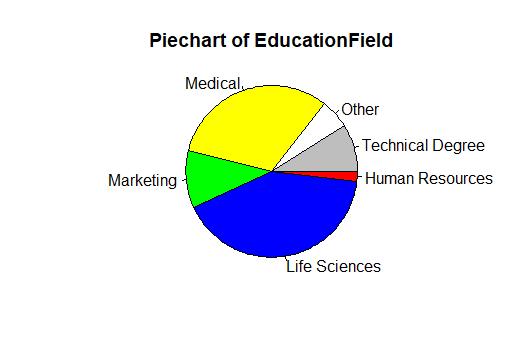 Piechart of EducationField
Medical
Other
Technical Degree
Marketing
Human Resources
Life Sciences